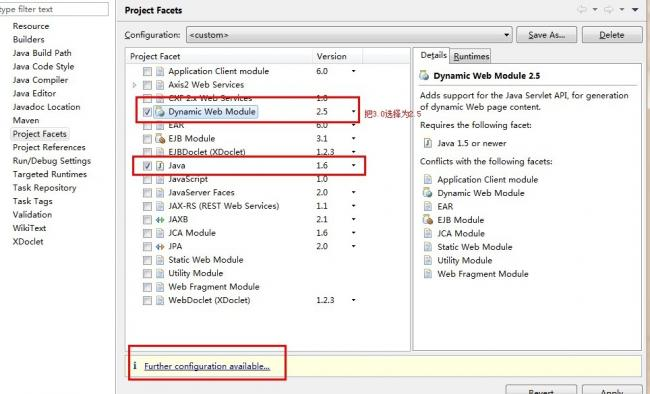 type filter text
Resource
Builders
Java Build Path
Java Code Style
Java Compiler
Java Editor
Javadoc Location
Maven
Project Facets
Project References
Run/Debug Settings
Targeted Runtimes
Task Repository
Task Tags
Validation
WikiText
XDoclet
Project Facets
Configuration: <custom> Save As... Delete
Project Facet Version
Application Client module 6.0
Axis2 Web Services
CXF 2.x Web Services 1.0
Dynamic Web Module 2.5
把3.0选择为2.5
EAR 6.0
EJB Module 3.1
EJBDoclet (XDoclet) 1.2.3
Java 1.6
JavaScript 1.0
JavaServer Faces 2.0
JAX-RS (REST Web Services) 1.1
JAXB 2.1
JCA Module 1.6
JPA 2.0
Static Web Module
Utility Module
Web Fragment Module
WebDoclet (XDoclet) 1.2.3
Details Runtimes
Dynamic Web Module 2.5
Adds support for the Java Servlet API, for generation
of dynamic Web page content.
Requires the following facet:
Java 1.5 or newer
Conflicts with the following facets:
Application Client module
Dynamic Web Module
EAR
EJB Module
JCA Module
Static Web Module
Utility Module
Web Fragment Module
Further configuration available...
Revert Apply